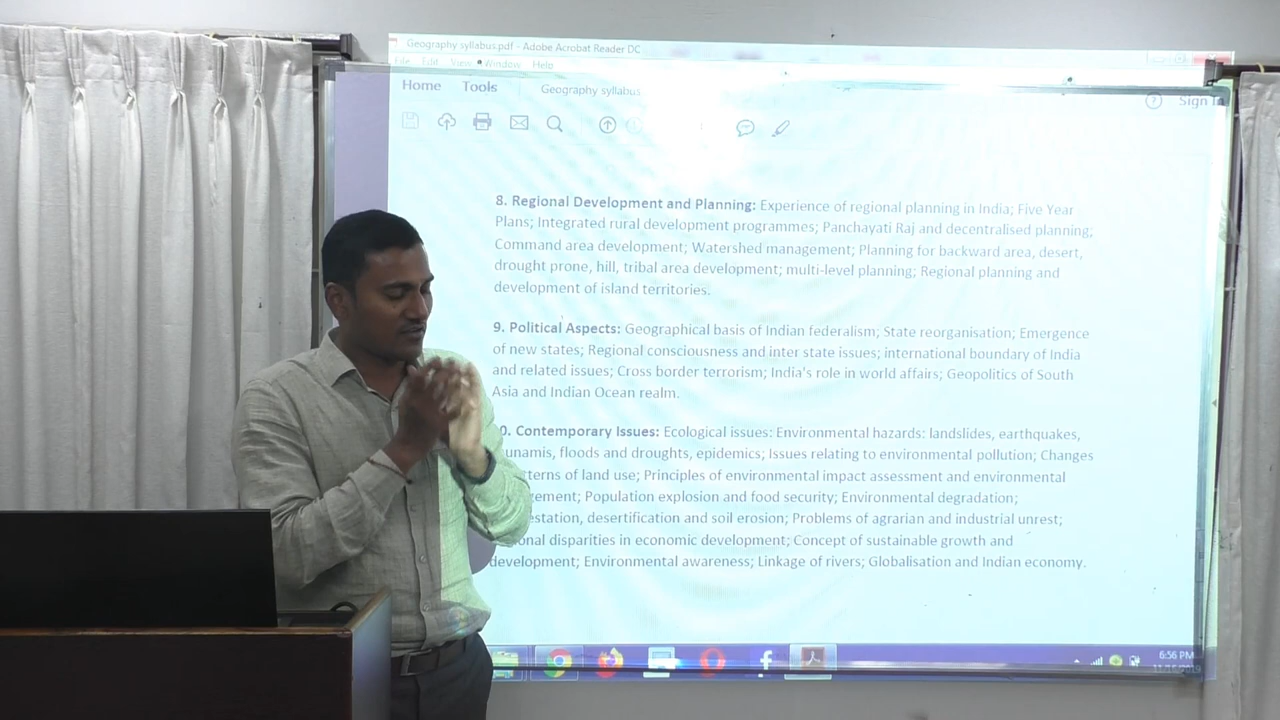 Geography syllabus.pdf - Adobe Acrobat Reader DC
File Edit View Window Help
Home Tools Geography syllabus
Sign In
8. Regional Development and Planning: Experience of regional planning in India; Five Year
Plans; Integrated rural development programmes; Panchayati Raj and decentralised planning;
Command area development; Watershed management; Planning for backward area, desert,
drought prone, hill, tribal area development; multi-level planning; Regional planning and
development of island territories.
9. Political Aspects: Geographical basis of Indian federalism; State reorganisation; Emergence
of new states; Regional consciousness and inter state issues; international boundary of India
and related issues; Cross border terrorism; India's role in world affairs; Geopolitics of South
Asia and Indian Ocean realm.
0. Contemporary Issues: Ecological issues: Environmental hazards: landslides, earthquakes,
unamis, floods and droughts, epidemics; Issues relating to environmental pollution; Changes
terns of land use; Principles of environmental impact assessment and environmental
gement; Population explosion and food security; Environmental degradation;
estation, desertification and soil erosion; Problems of agrarian and industrial unrest;
onal disparities in economic development; Concept of sustainable growth and
development; Environmental awareness; Linkage of rivers; Globalisation and Indian economy.
6:56 PM